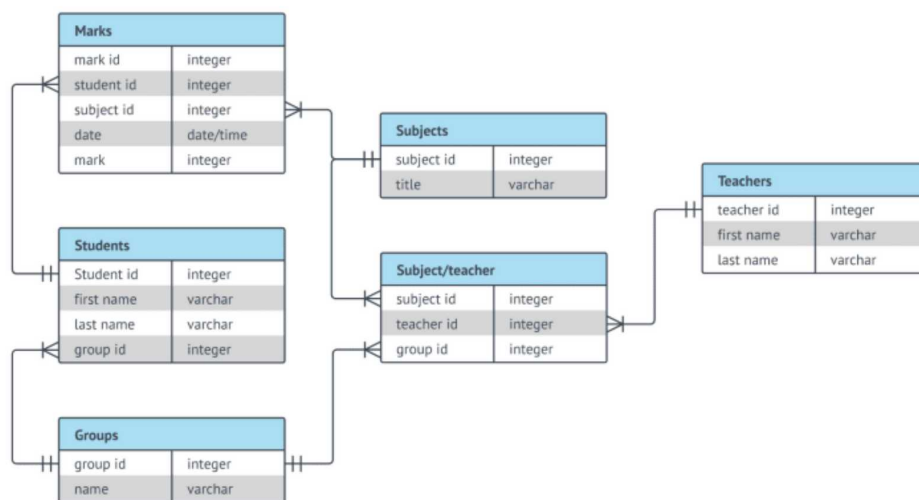 Marks
mark id integer
student id integer
subject id integer
date date/time
mark integer
Subjects
subject id integer
title varchar
Teachers
teacher id integer
first name varchar
last name varchar
Students
Student id integer
first name varchar
last name varchar
group id integer
Subject/teacher
subject id integer
teacher id integer
group id integer
Groups
group id integer
name varchar